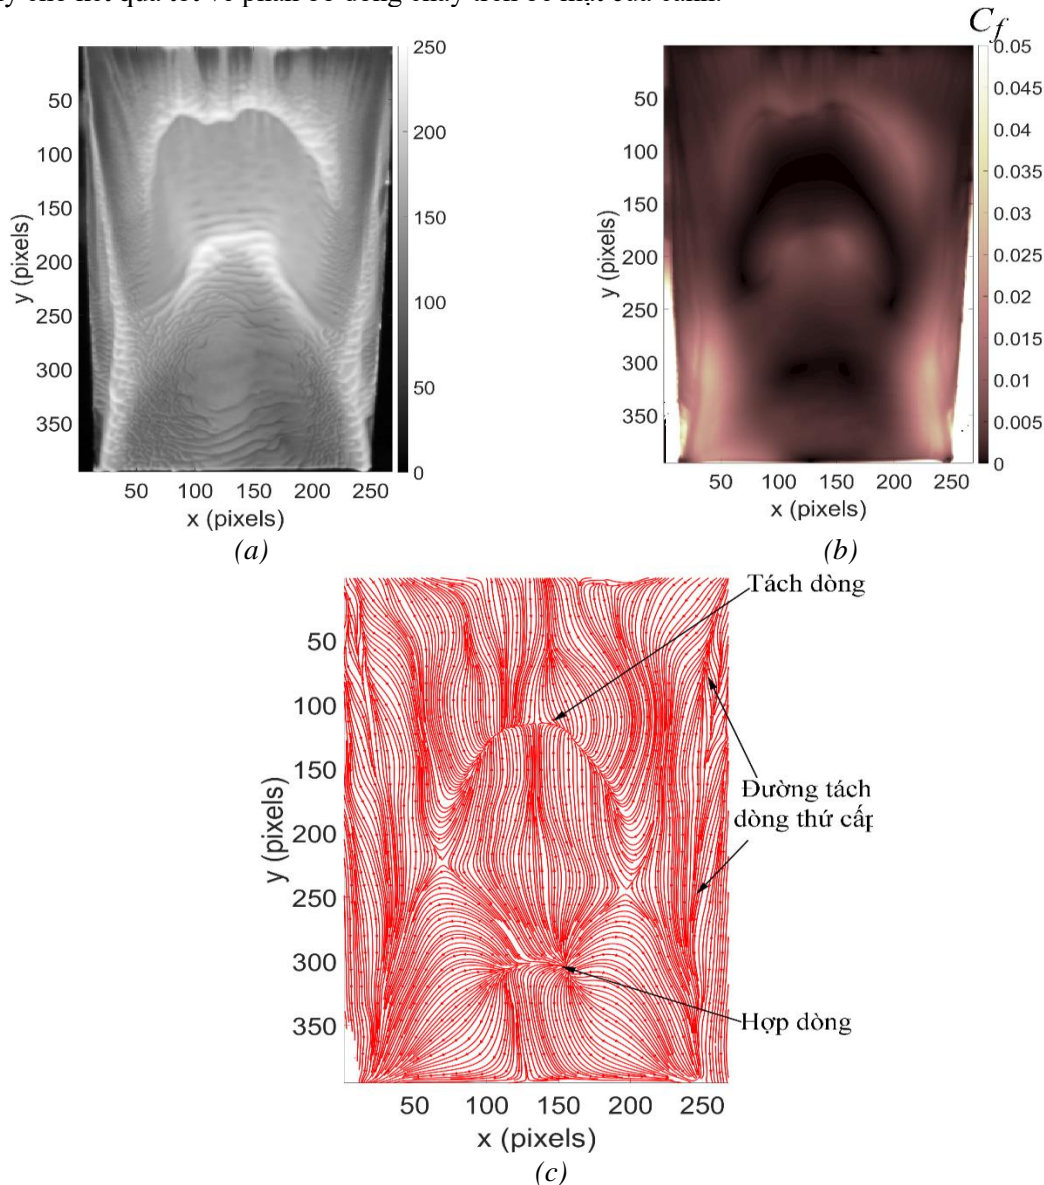 y cho kết quả tốt về phân bố dòng chảy trên bề mặt của cánh.
C_f
250
200
150
100
50
0
50
100
150
200
250
300
350
y (pixels)
50 100 150 200 250
x (pixels)
(a)
0.05
0.045
0.04
0.035
0.03
0.025
0.02
0.015
0.01
0.005
0
50
100
150
200
250
300
350
y (pixels)
50 100 150 200 250
x (pixels)
(b)
Tách dòng
Đường tách
dòng thứ cấp
Hợp dòng
50
100
150
200
250
300
350
y (pixels)
50 100 150 200 250
x (pixels)
(c)